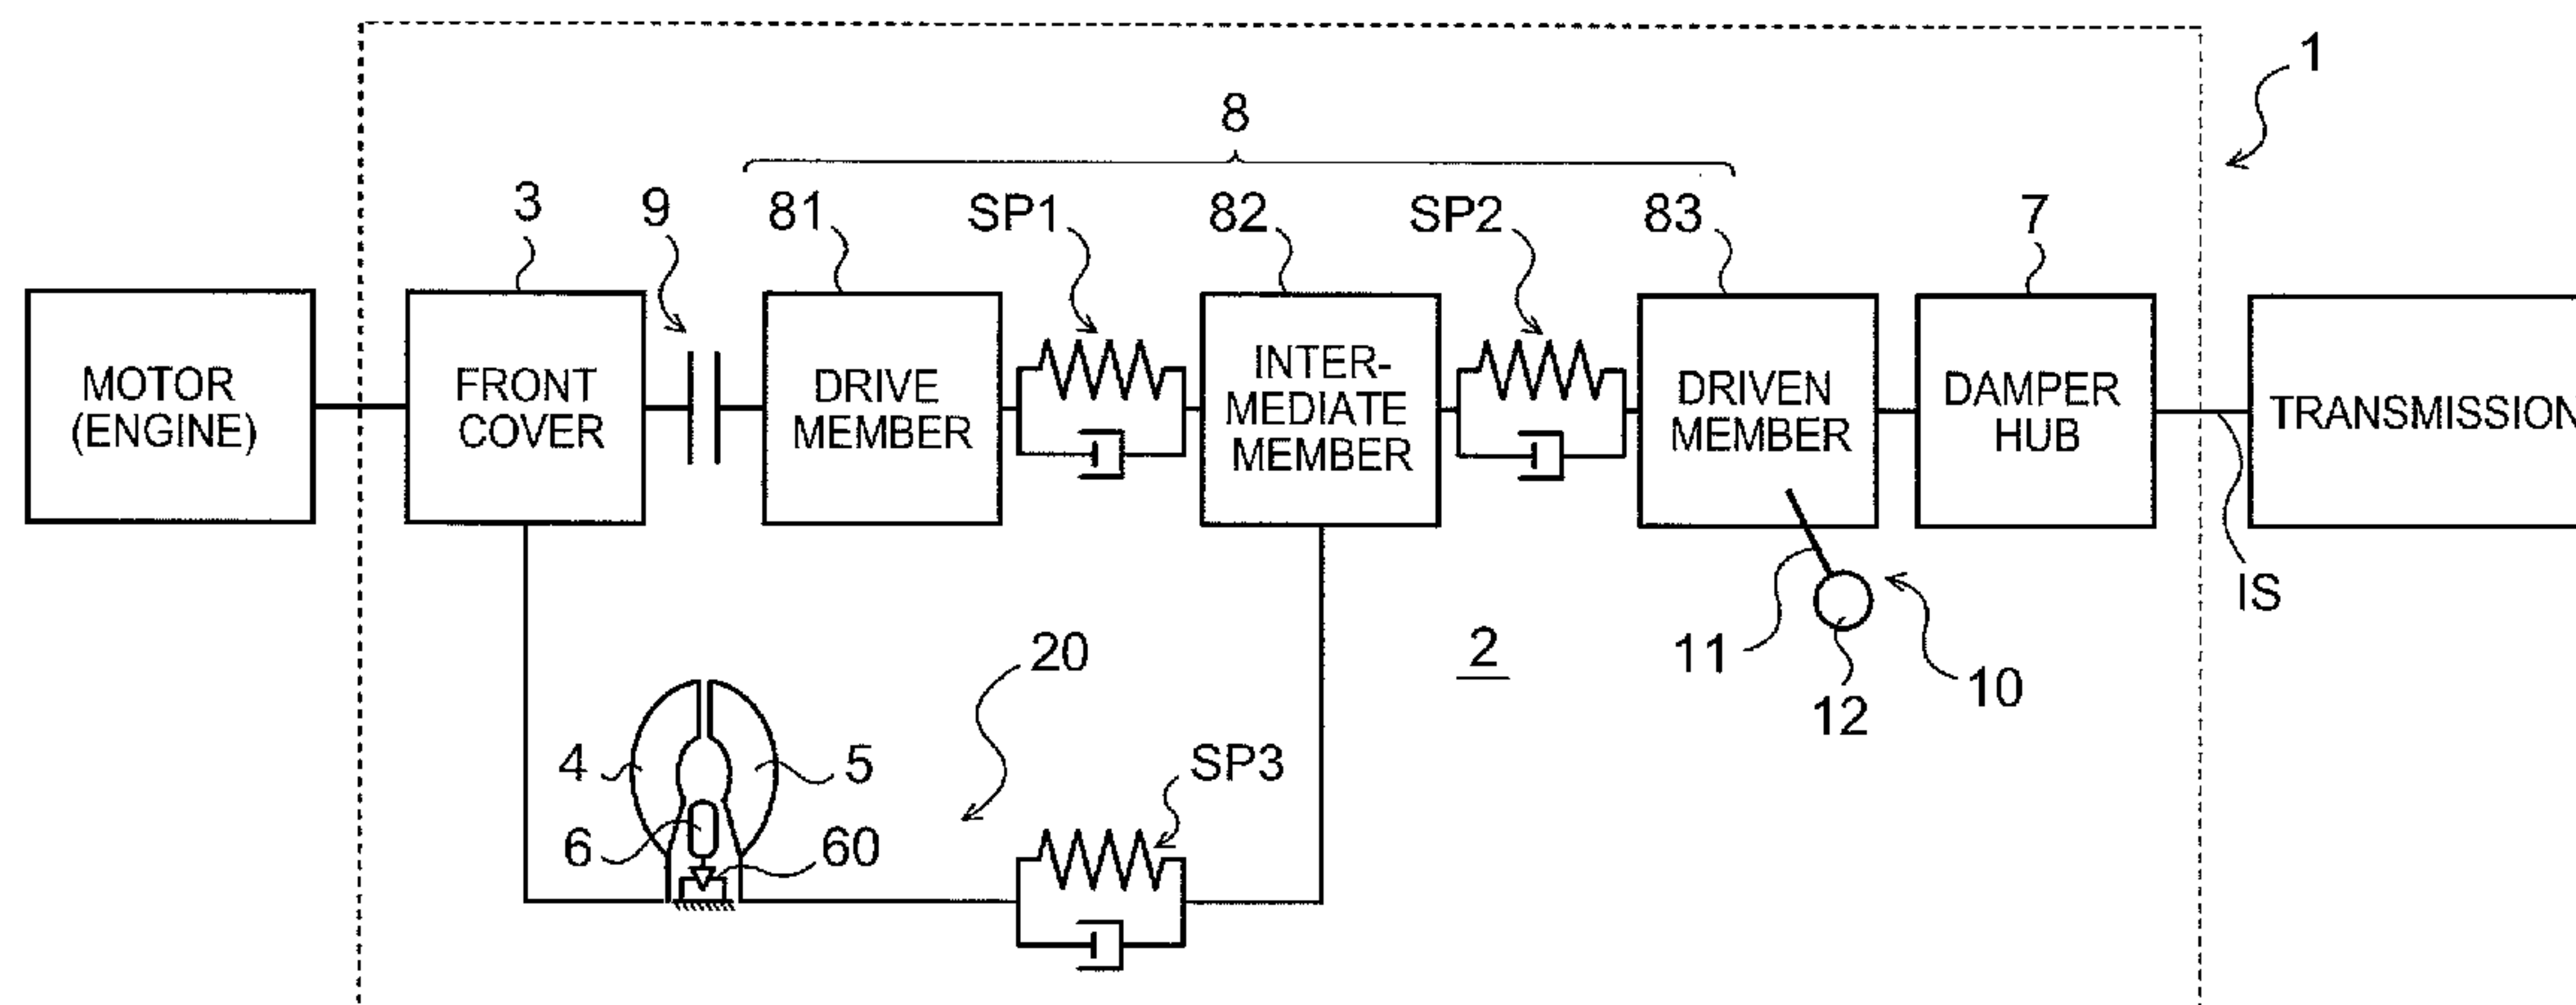 1
8
3
9
81
SP1
82
SP2
83
7
MOTOR
(ENGINE)
FRONT
COVER
DRIVE
MEMBER
INTER-
MEDIATE
MEMBER
DRIVEN
MEMBER
DAMPER
HUB
TRANSMISSION
IS
20
2
11
12
10
4
5
SP3
6
60